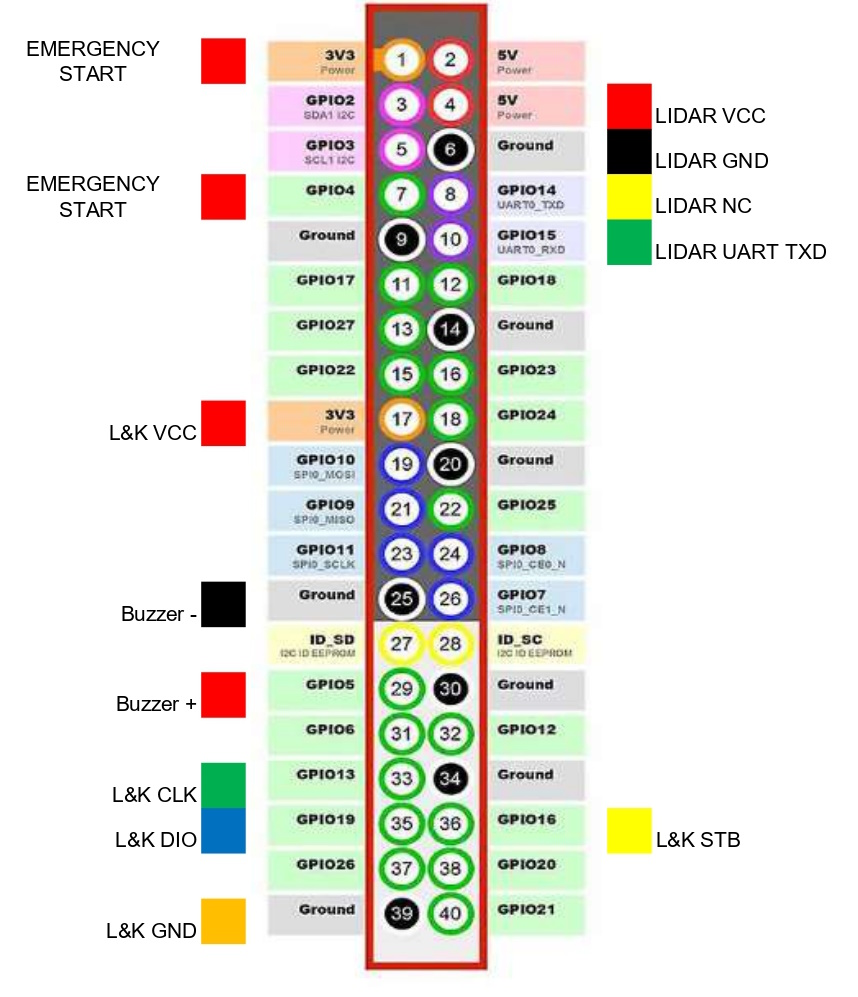 EMERGENCY
START
3V3
Power
1
2
5V
Power
GPIO2
SDA1 I2C
3
4
5V
Power
LIDAR VCC
GPIO3
SCL1 I2C
5
6
Ground
LIDAR GND
EMERGENCY
START
GPIO4
7
8
GPIO14
UART0_TXD
LIDAR NC
Ground
9
10
GPIO15
UART0_RXD
LIDAR UART TXD
GPIO17
11
12
GPIO18
GPIO27
13
14
Ground
GPIO22
15
16
GPIO23
L&K VCC
3V3
Power
17
18
GPIO24
GPIO10
SPI0_MOSI
19
20
Ground
GPIO9
SPI0_MISO
21
22
GPIO25
GPIO11
SPI0_SCLK
23
24
GPIO8
SPI0_CE0_N
Buzzer -
Ground
25
26
GPIO7
SPI0_CE1_N
ID_SD
I2C ID EEPROM
27
28
ID_SC
I2C ID EEPROM
Buzzer +
GPIO5
29
30
Ground
GPIO6
31
32
GPIO12
L&K CLK
GPIO13
33
34
Ground
L&K DIO
GPIO19
35
36
GPIO16
L&K STB
GPIO26
37
38
GPIO20
L&K GND
Ground
39
40
GPIO21